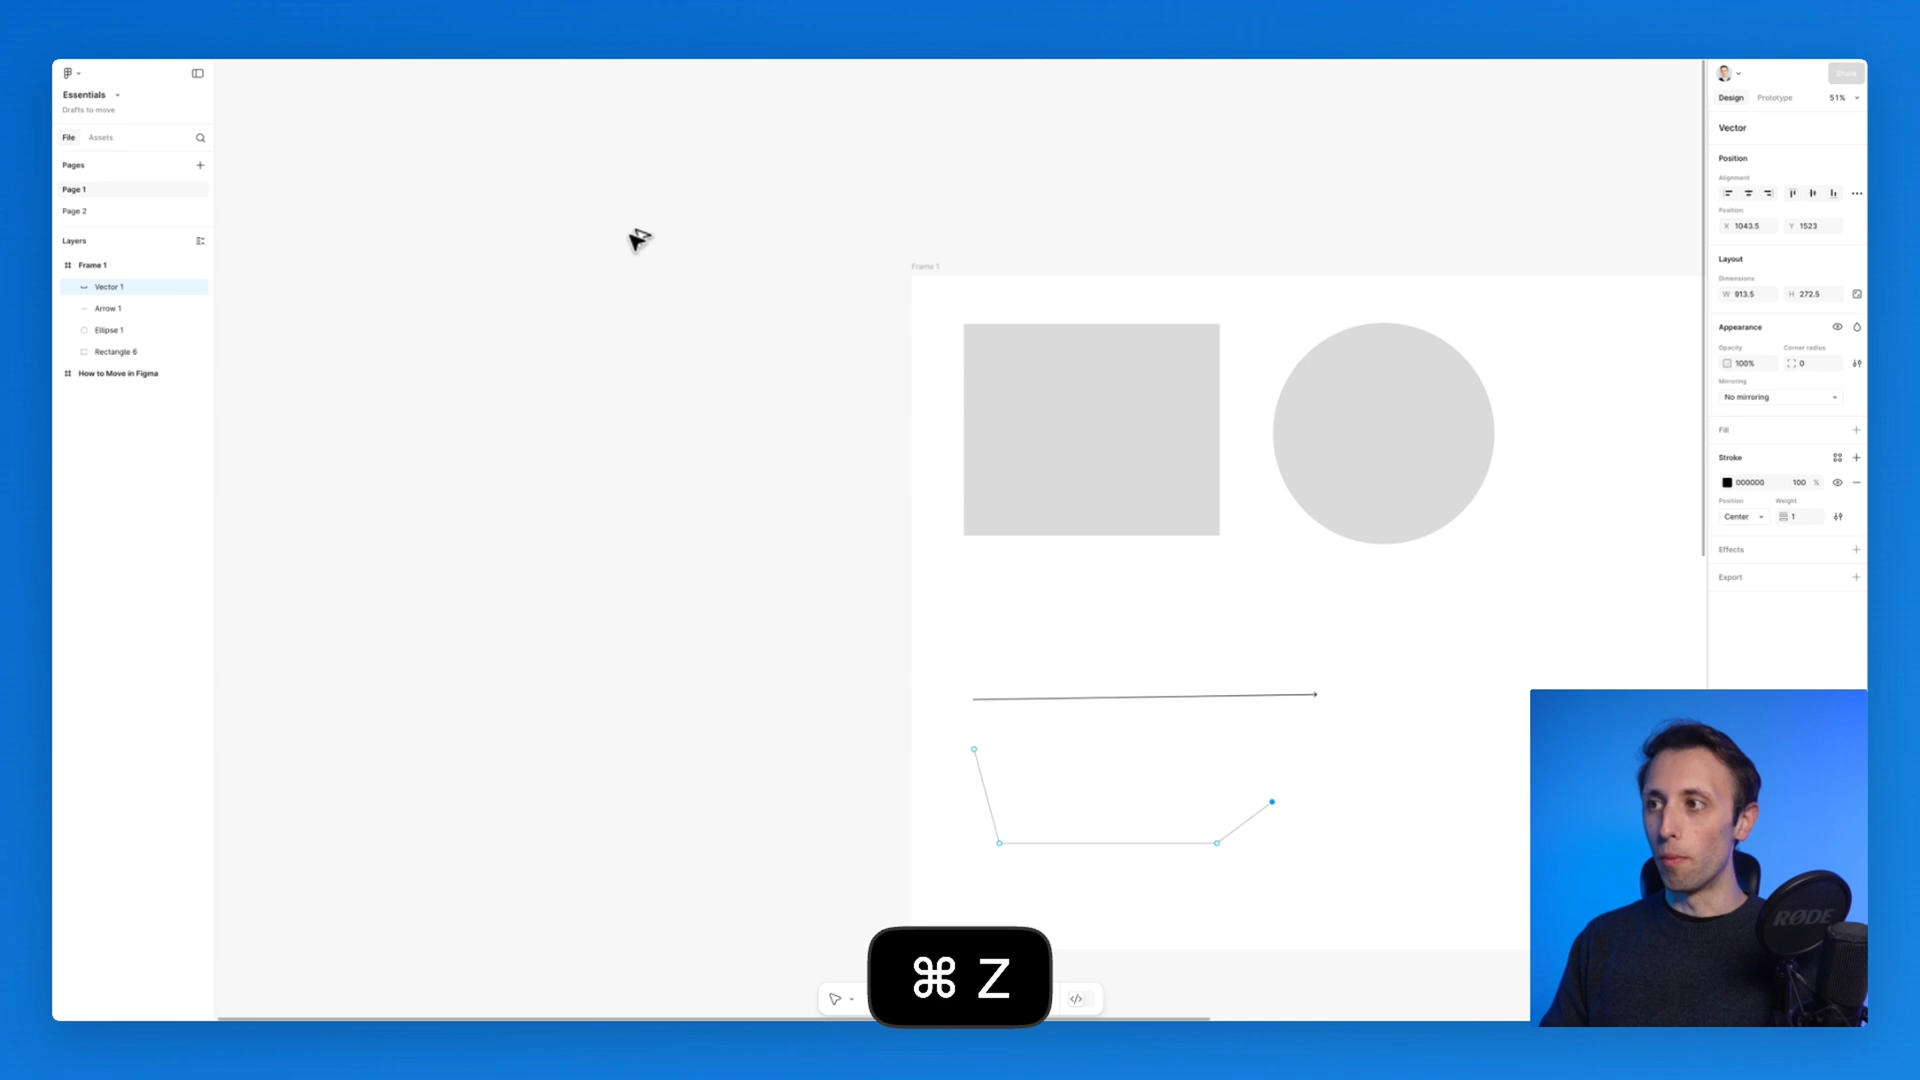 Essentials
Drafts to move
File
Assets
Pages
Page 1
Page 2
Layers
Frame 1
Vector 1
Arrow 1
Ellipse 1
Rectangle 6
How to Move in Figma
Frame 1
Share
Design
Prototype
51%
Vector
Position
Alignment
Position
X 1043.5
Y 1523
Layout
Dimensions
W 913.5
H 272.5
Appearance
Opacity
Corner radius
100%
0
Mirroring
No mirroring
Fill
Stroke
000000
100 %
Position
Weight
Center
1
Effects
Export
⌘ Z
RØDE